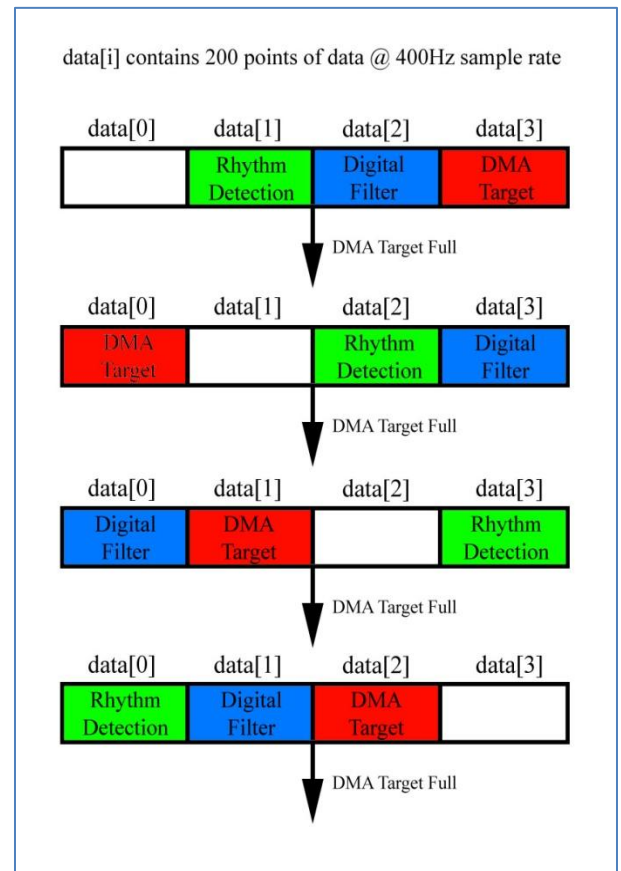 data[i] contains 200 points of data @ 400Hz sample rate
data[0] data[1] data[2] data[3]
Rhythm Digital DMA
Detection Filter Target
DMA Target Full
data[0] data[1] data[2] data[3]
DMA Rhythm Digital
Target Detection Filter
DMA Target Full
data[0] data[1] data[2] data[3]
Digital DMA Rhythm
Filter Target Detection
DMA Target Full
data[0] data[1] data[2] data[3]
Rhythm Digital DMA
Detection Filter Target
DMA Target Full